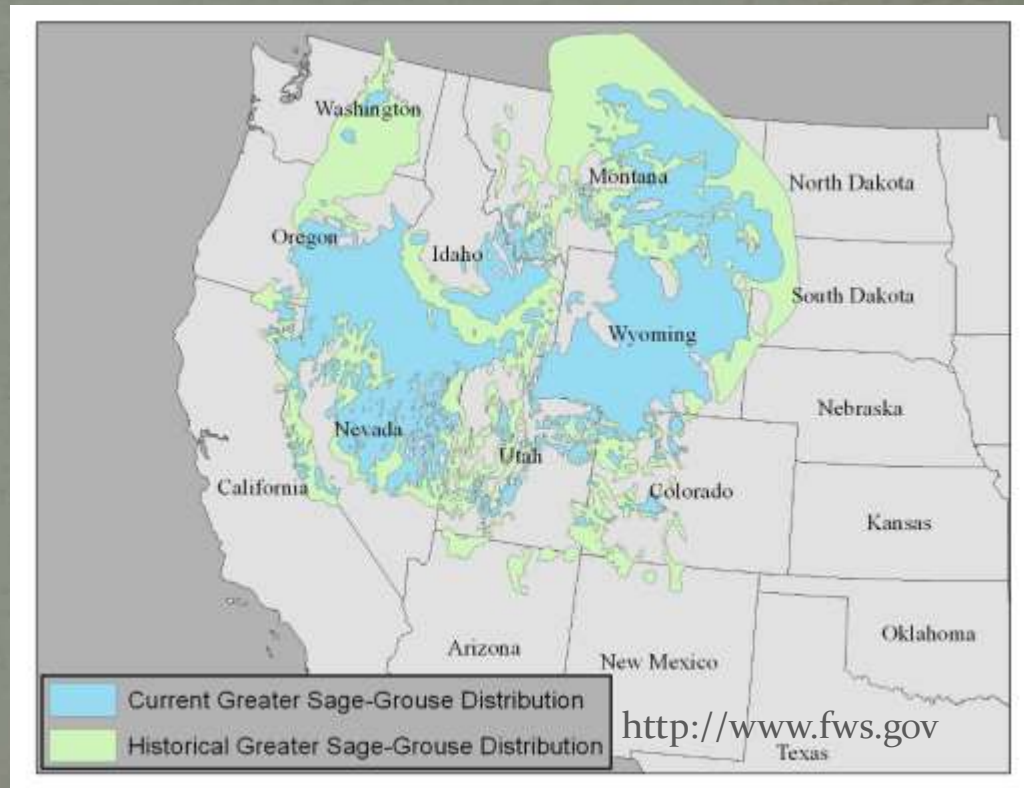 Washington
Montana
North Dakota
Oregon
Idaho
South Dakota
Wyoming
Nebraska
Nevada
Utah
California
Colorado
Kansas
Oklahoma
Arizona
New Mexico
Current Greater Sage-Grouse Distribution
Historical Greater Sage-Grouse Distribution
http://www.fws.gov
Texas